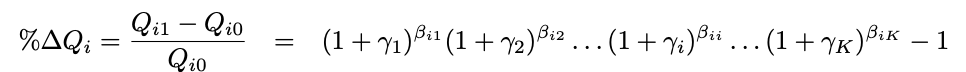 %ΔQ_i = \frac{Q_{i1} − Q_{i0}}{Q_{i0}} = (1 + γ_1)^{β_{i1}}(1 + γ_2)^{β_{i2}} … (1 + γ_i)^{β_{ii}} … (1 + γ_K)^{β_{iK}} − 1